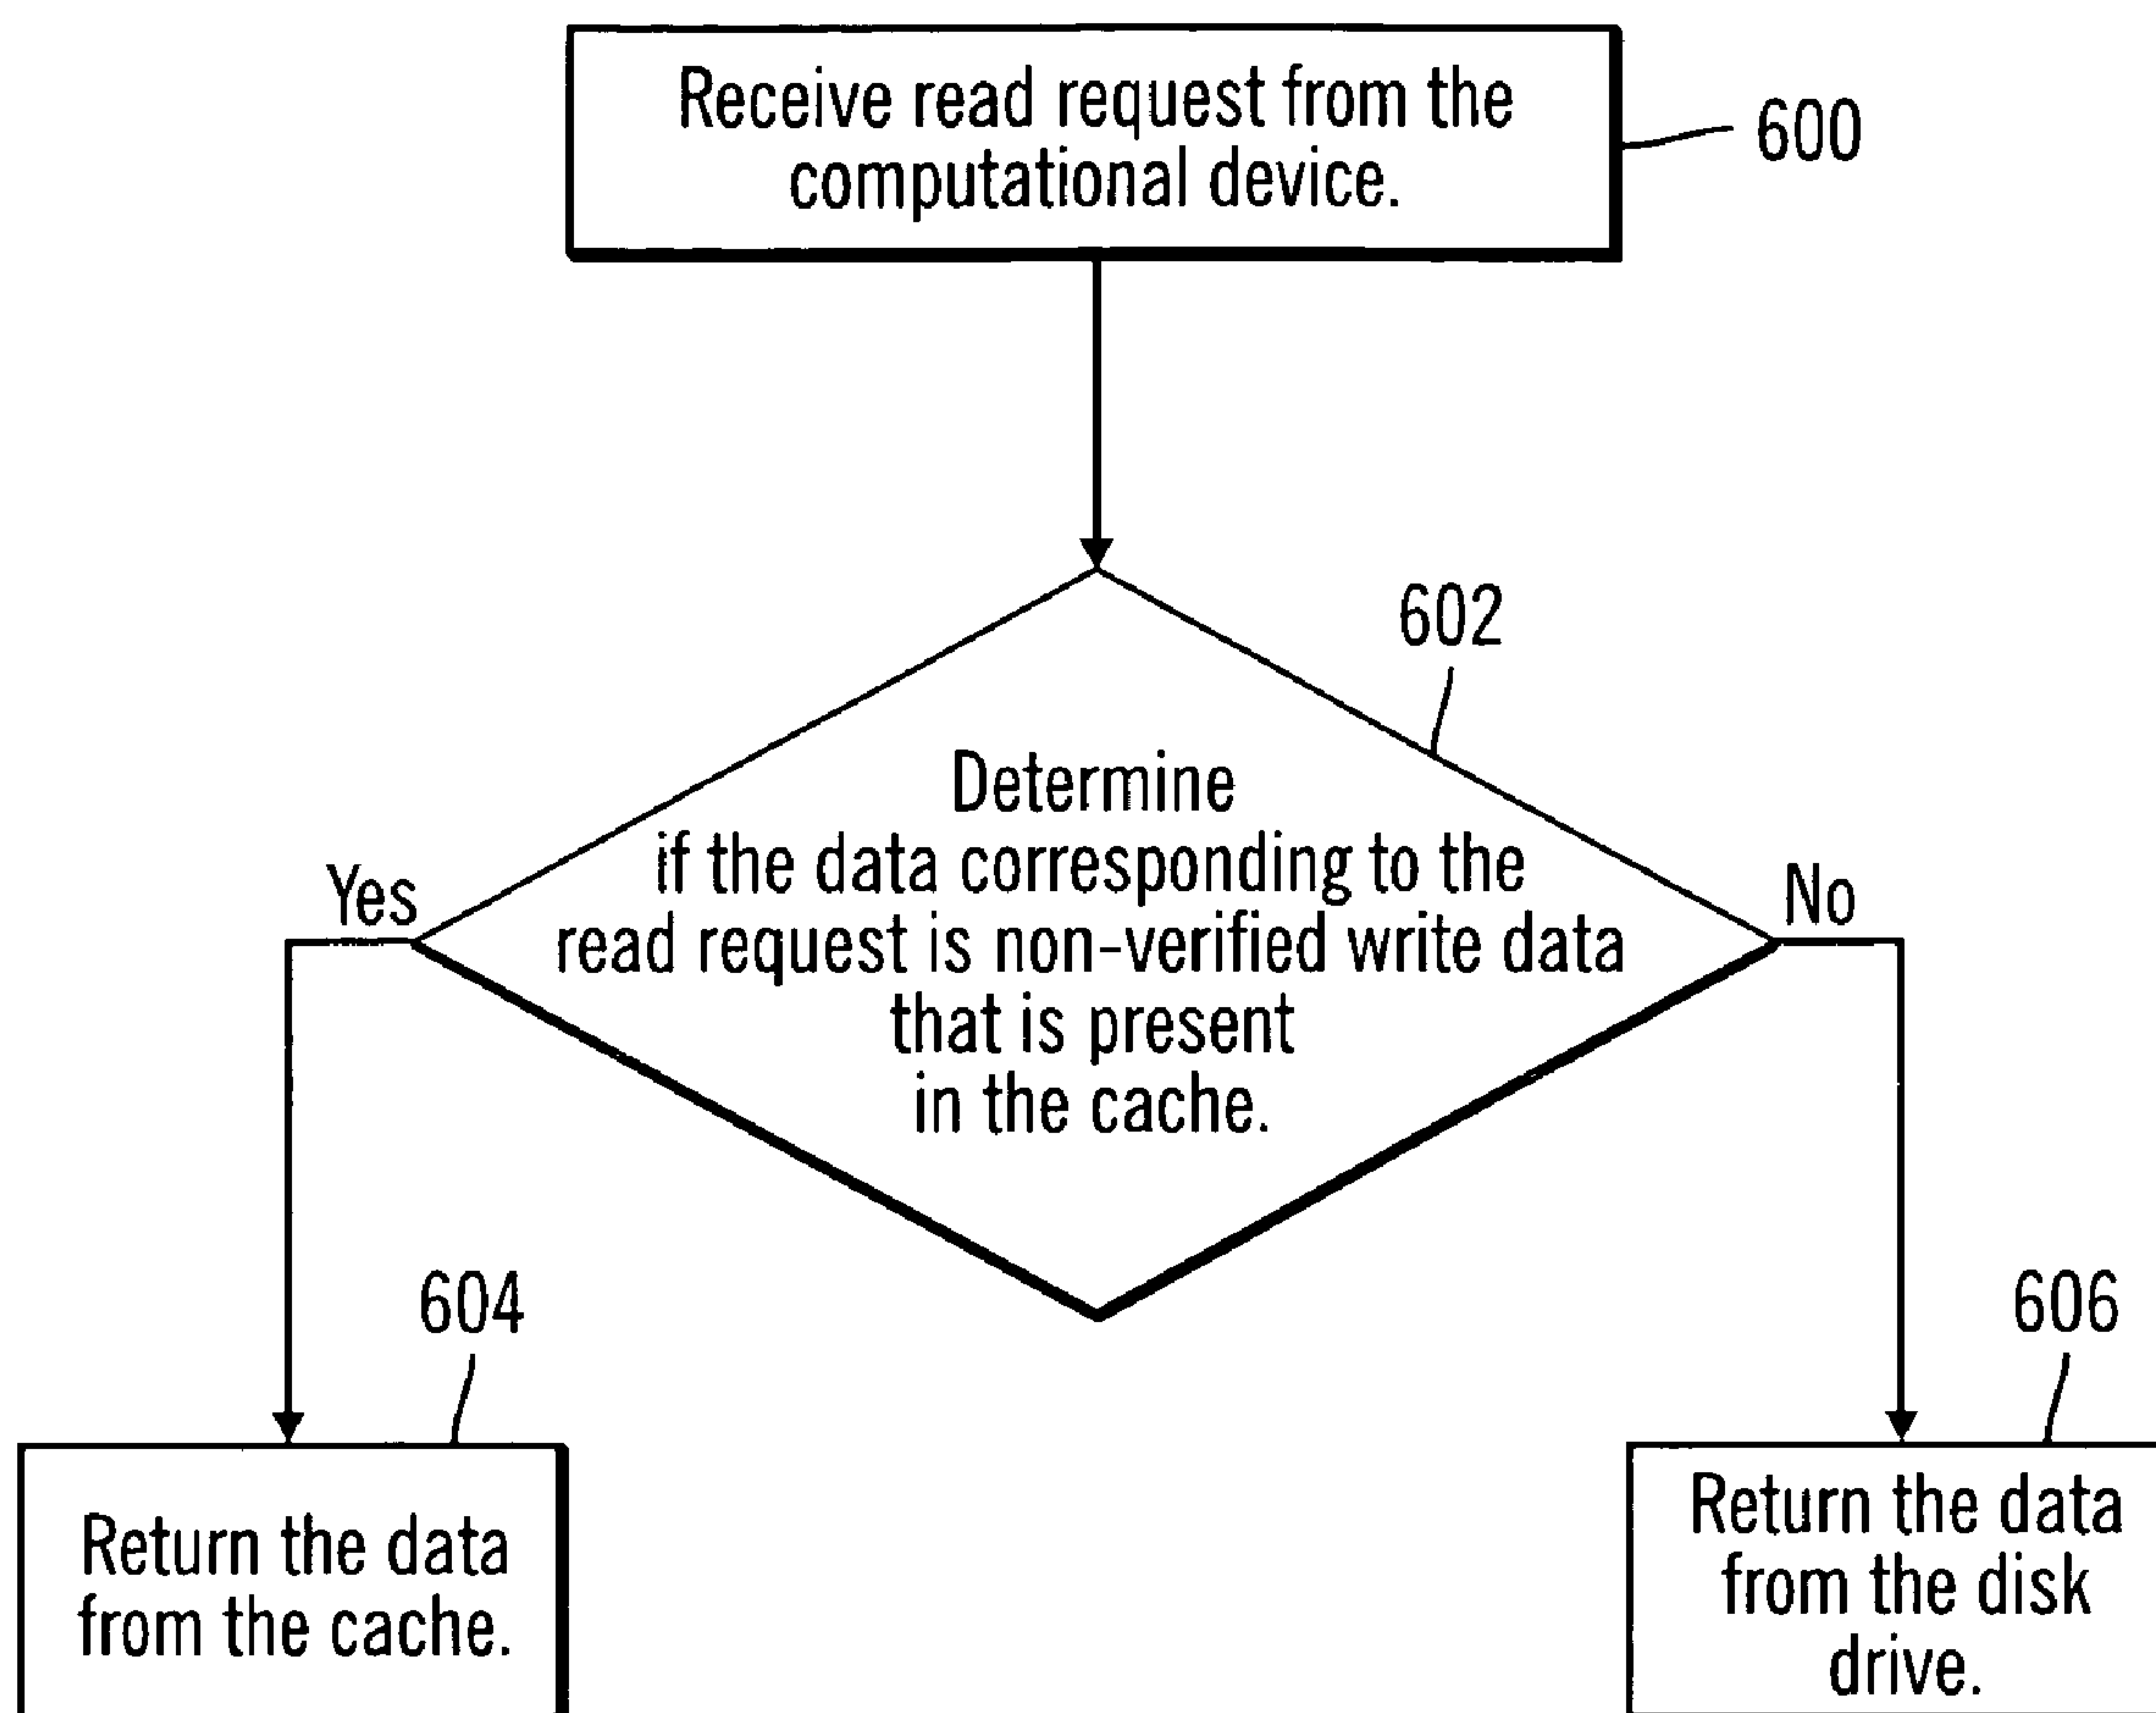 Receive read request from the
computational device.
600
602
Determine
if the data corresponding to the
read request is non-verified write data
that is present
in the cache.
Yes
No
604
606
Return the data
from the cache.
Return the data
from the disk
drive.